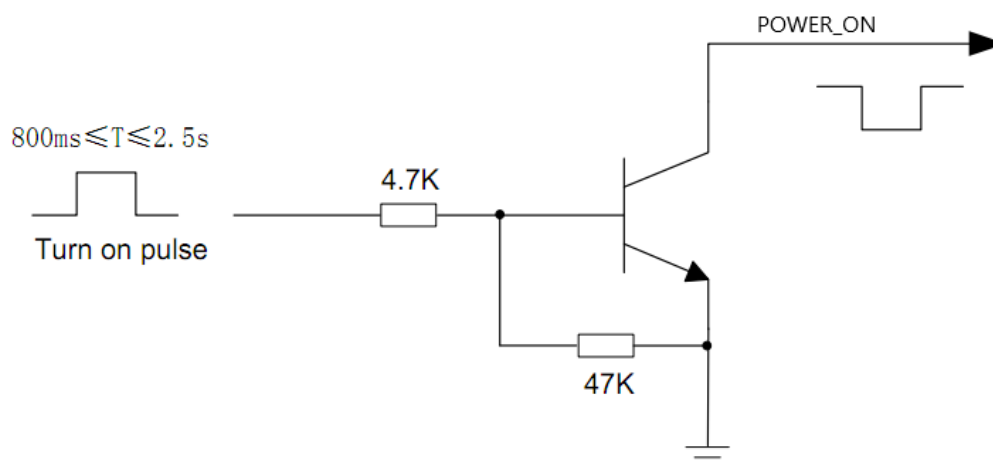 POWER_ON
800ms≤T≤2.5s
4.7K
Turn on pulse
47K